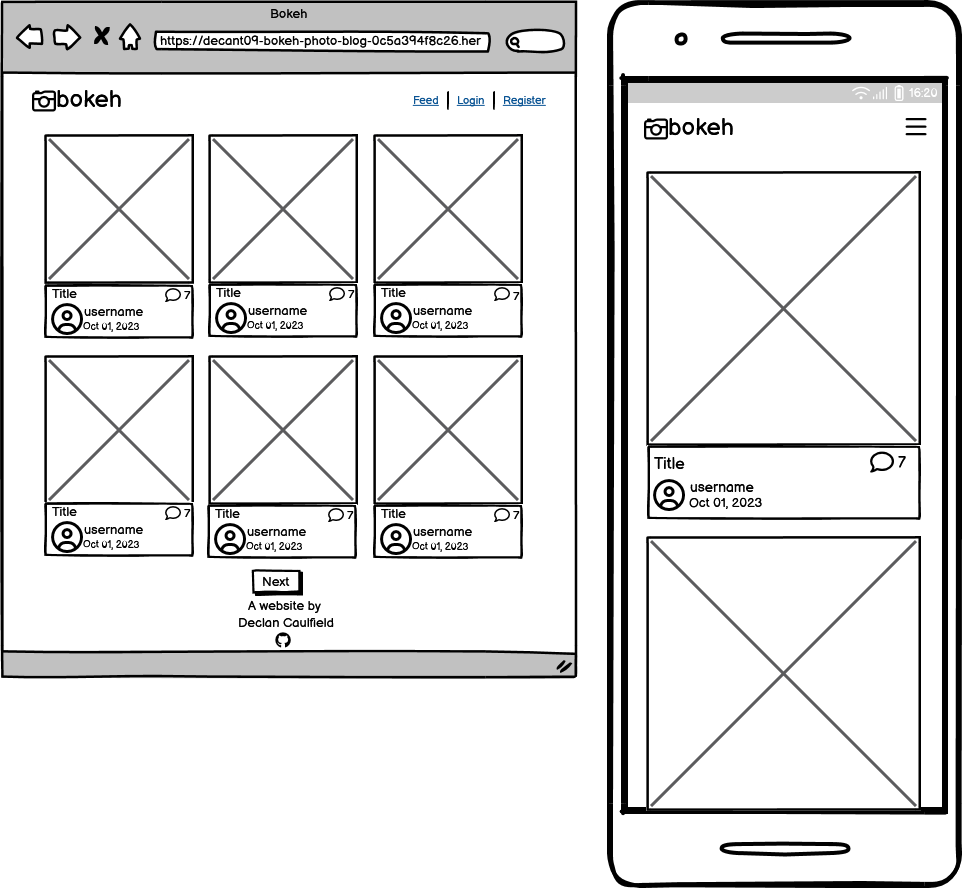 Bokeh
https://decant09-bokeh-photo-blog-0c5a394f8c26.her
bokeh
Feed | Login | Register
Title 7
username
Oct 01, 2023
Title 7
username
Oct 01, 2023
Title 7
username
Oct 01, 2023
Title 7
username
Oct 01, 2023
Title 7
username
Oct 01, 2023
Title 7
username
Oct 01, 2023
Next
A website by
Declan Caulfield
16:20
bokeh
Title 7
username
Oct 01, 2023